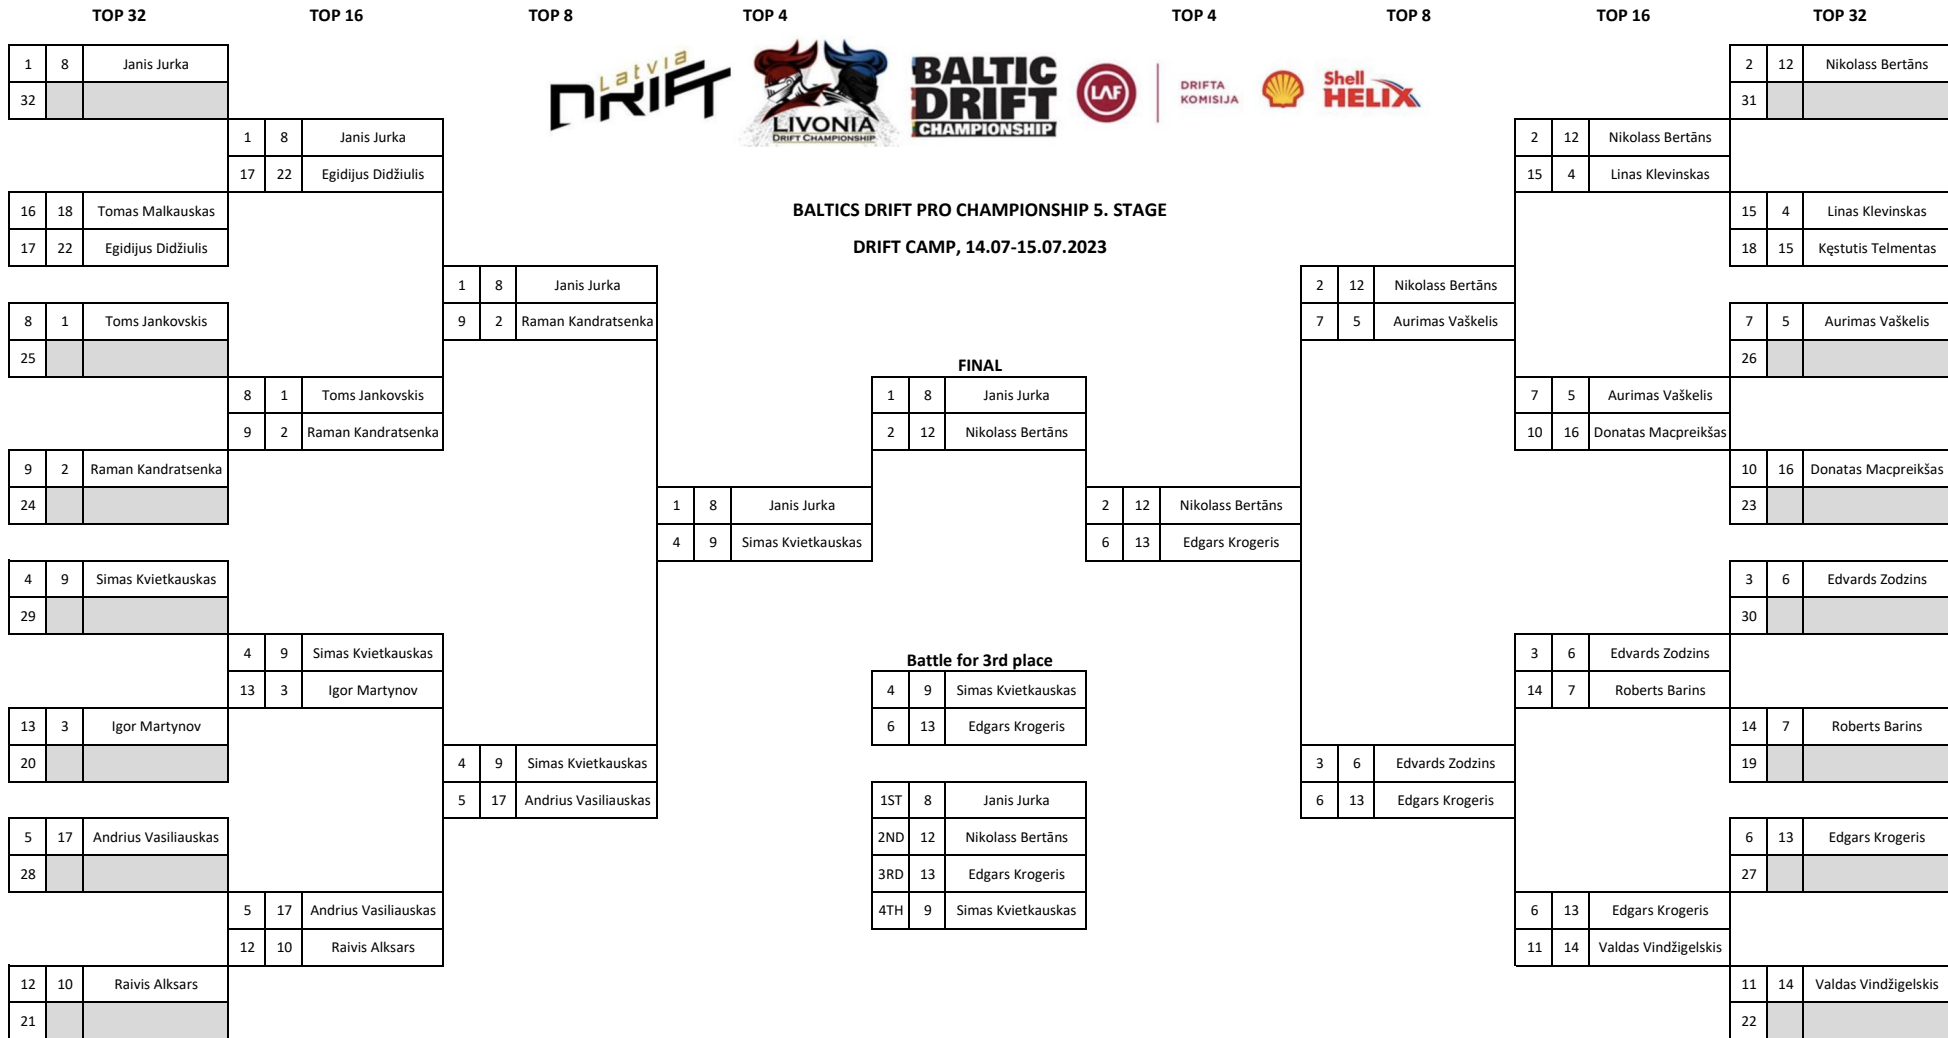 TOP 32 TOP 16 TOP 8 TOP 4 TOP 4 TOP 8 TOP 16 TOP 32
1 8 Janis Jurka
32
2 12 Nikolass Bertāns
31
Latvia
DRIFT
LIVONIA
DRIFT CHAMPIONSHIP
BALTIC
DRIFT
CHAMPIONSHIP
LAF
DRIFTA
KOMISIJA
Shell
HELIX
1 8 Janis Jurka
17 22 Egidijus Didžiulis
2 12 Nikolass Bertāns
15 4 Linas Klevinskas
16 18 Tomas Malkauskas
17 22 Egidijus Didžiulis
BALTICS DRIFT PRO CHAMPIONSHIP 5. STAGE
DRIFT CAMP, 14.07-15.07.2023
15 4 Linas Klevinskas
18 15 Kęstutis Telmentas
1 8 Janis Jurka
9 2 Raman Kandratsenka
2 12 Nikolass Bertāns
7 5 Aurimas Vaškelis
8 1 Toms Jankovskis
25
7 5 Aurimas Vaškelis
26
FINAL
1 8 Janis Jurka
2 12 Nikolass Bertāns
8 1 Toms Jankovskis
9 2 Raman Kandratsenka
7 5 Aurimas Vaškelis
10 16 Donatas Macpreikšas
9 2 Raman Kandratsenka
24
10 16 Donatas Macpreikšas
23
1 8 Janis Jurka
4 9 Simas Kvietkauskas
2 12 Nikolass Bertāns
6 13 Edgars Krogeris
4 9 Simas Kvietkauskas
29
3 6 Edvards Zodzins
30
4 9 Simas Kvietkauskas
13 3 Igor Martynov
Battle for 3rd place
4 9 Simas Kvietkauskas
6 13 Edgars Krogeris
3 6 Edvards Zodzins
14 7 Roberts Barins
13 3 Igor Martynov
20
14 7 Roberts Barins
19
4 9 Simas Kvietkauskas
5 17 Andrius Vasiliauskas
3 6 Edvards Zodzins
6 13 Edgars Krogeris
1ST 8 Janis Jurka
2ND 12 Nikolass Bertāns
3RD 13 Edgars Krogeris
4TH 9 Simas Kvietkauskas
5 17 Andrius Vasiliauskas
28
6 13 Edgars Krogeris
27
5 17 Andrius Vasiliauskas
12 10 Raivis Alksars
6 13 Edgars Krogeris
11 14 Valdas Vindžigelskis
12 10 Raivis Alksars
21
11 14 Valdas Vindžigelskis
22